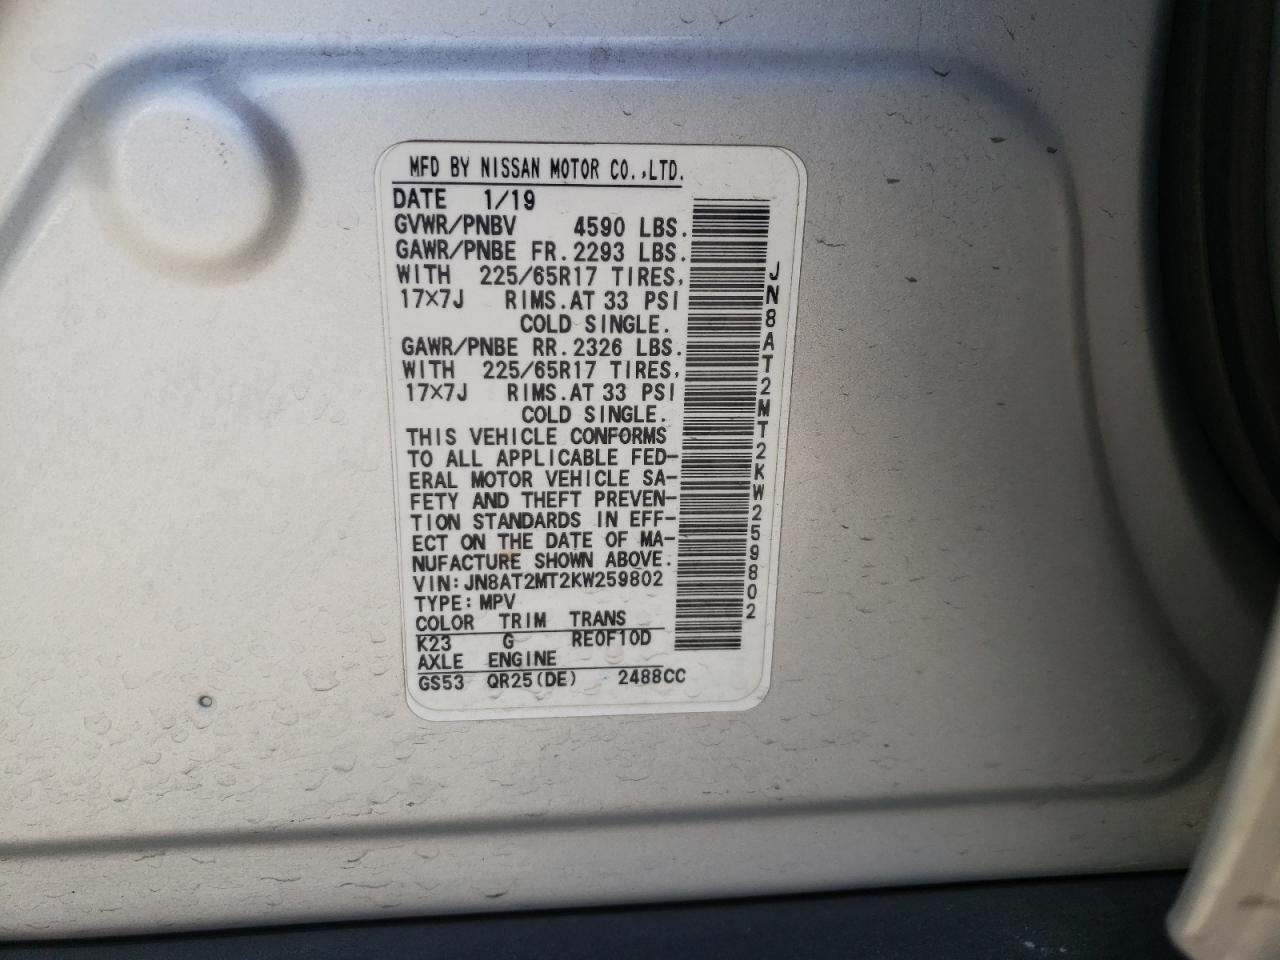 MFD BY NISSAN MOTOR CO.,LTD.
DATE 1/19
GVWR/PNBV 4590 LBS.
GAWR/PNBE FR. 2293 LBS.
WITH 225/65R17 TIRES,
17×7J RIMS. AT 33 PSI
COLD SINGLE.
GAWR/PNBE RR. 2326 LBS.
WITH 225/65R17 TIRES,
17×7J RIMS. AT 33 PSI
COLD SINGLE.
THIS VEHICLE CONFORMS
TO ALL APPLICABLE FED-
ERAL MOTOR VEHICLE SA-
FETY AND THEFT PREVEN-
TION STANDARDS IN EFF-
ECT ON THE DATE OF MA-
NUFACTURE SHOWN ABOVE.
VIN: JN8AT2MT2KW259802
TYPE: MPV
COLOR TRIM TRANS
K23 G RE0F10D
AXLE ENGINE
GS53 QR25(DE) 2488CC
JN8AT2MT2KW259802